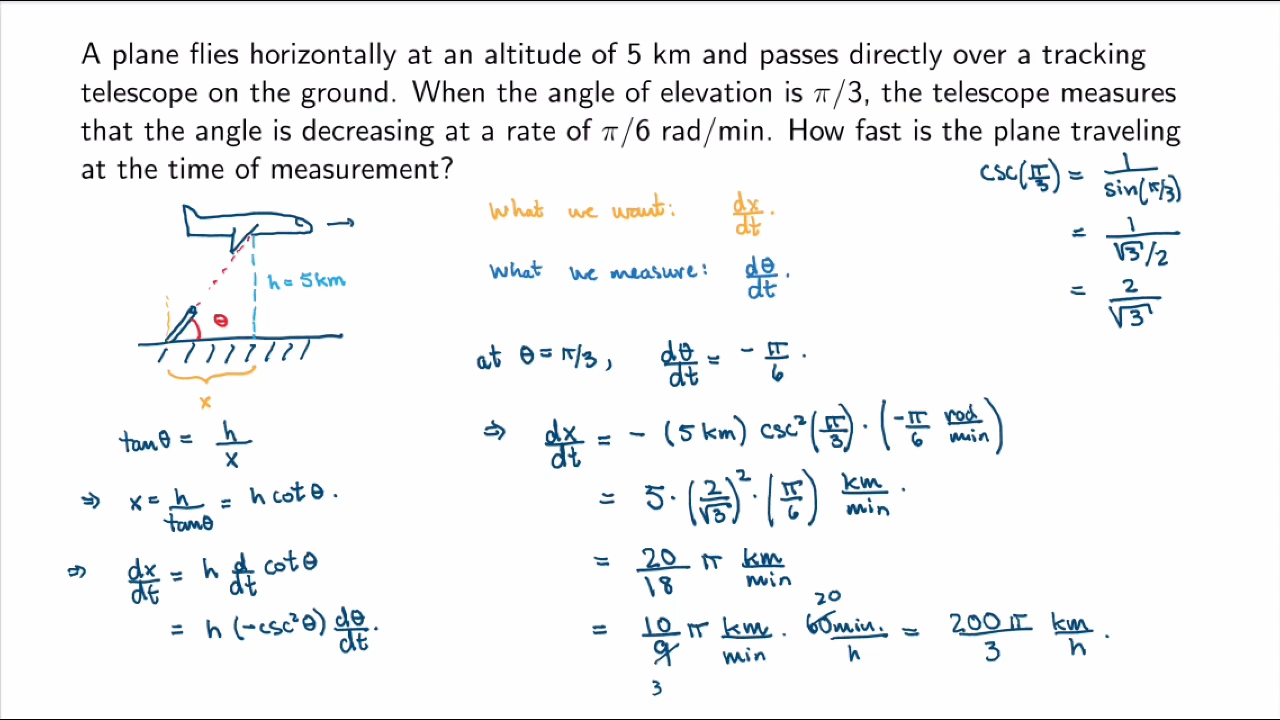 A plane flies horizontally at an altitude of 5 km and passes directly over a tracking
telescope on the ground. When the angle of elevation is π/3, the telescope measures
that the angle is decreasing at a rate of π/6 rad/min. How fast is the plane traveling
at the time of measurement?
csc(π/3) = 1/sin(π/3)
= 1/(√3/2)
= 2/√3
What we want: dx/dt.
What we measure: dθ/dt.
h = 5km
θ
x
tanθ = h/x
⇒ x = h/tanθ = h cotθ.
⇒ dx/dt = h d/dt cotθ
= h (-csc²θ) dθ/dt.
at θ = π/3, dθ/dt = - π/6.
⇒ dx/dt = - (5 km) csc²(π/3) · (-π/6 rad/min)
= 5 · (2/√3)² · (π/6) km/min.
= 20/18 π km/min
= 10/9 π km/min · 60min./h = 200π/3 km/h.
20
3